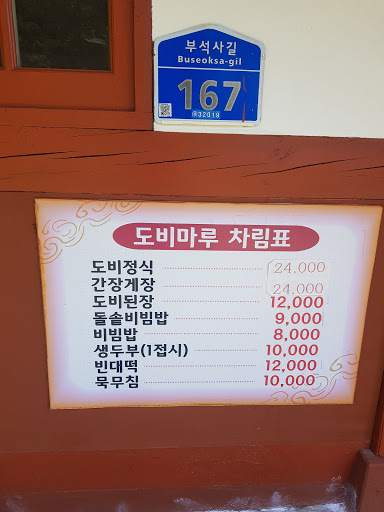 부석사길
Buseoksa-gil
167
도비마루 차림표
도비정식 24,000
간장게장 24,000
도비된장 12,000
돌솥비빔밥 9,000
비빔밥 8,000
생두부(1접시) 10,000
빈대떡 12,000
묵무침 10,000